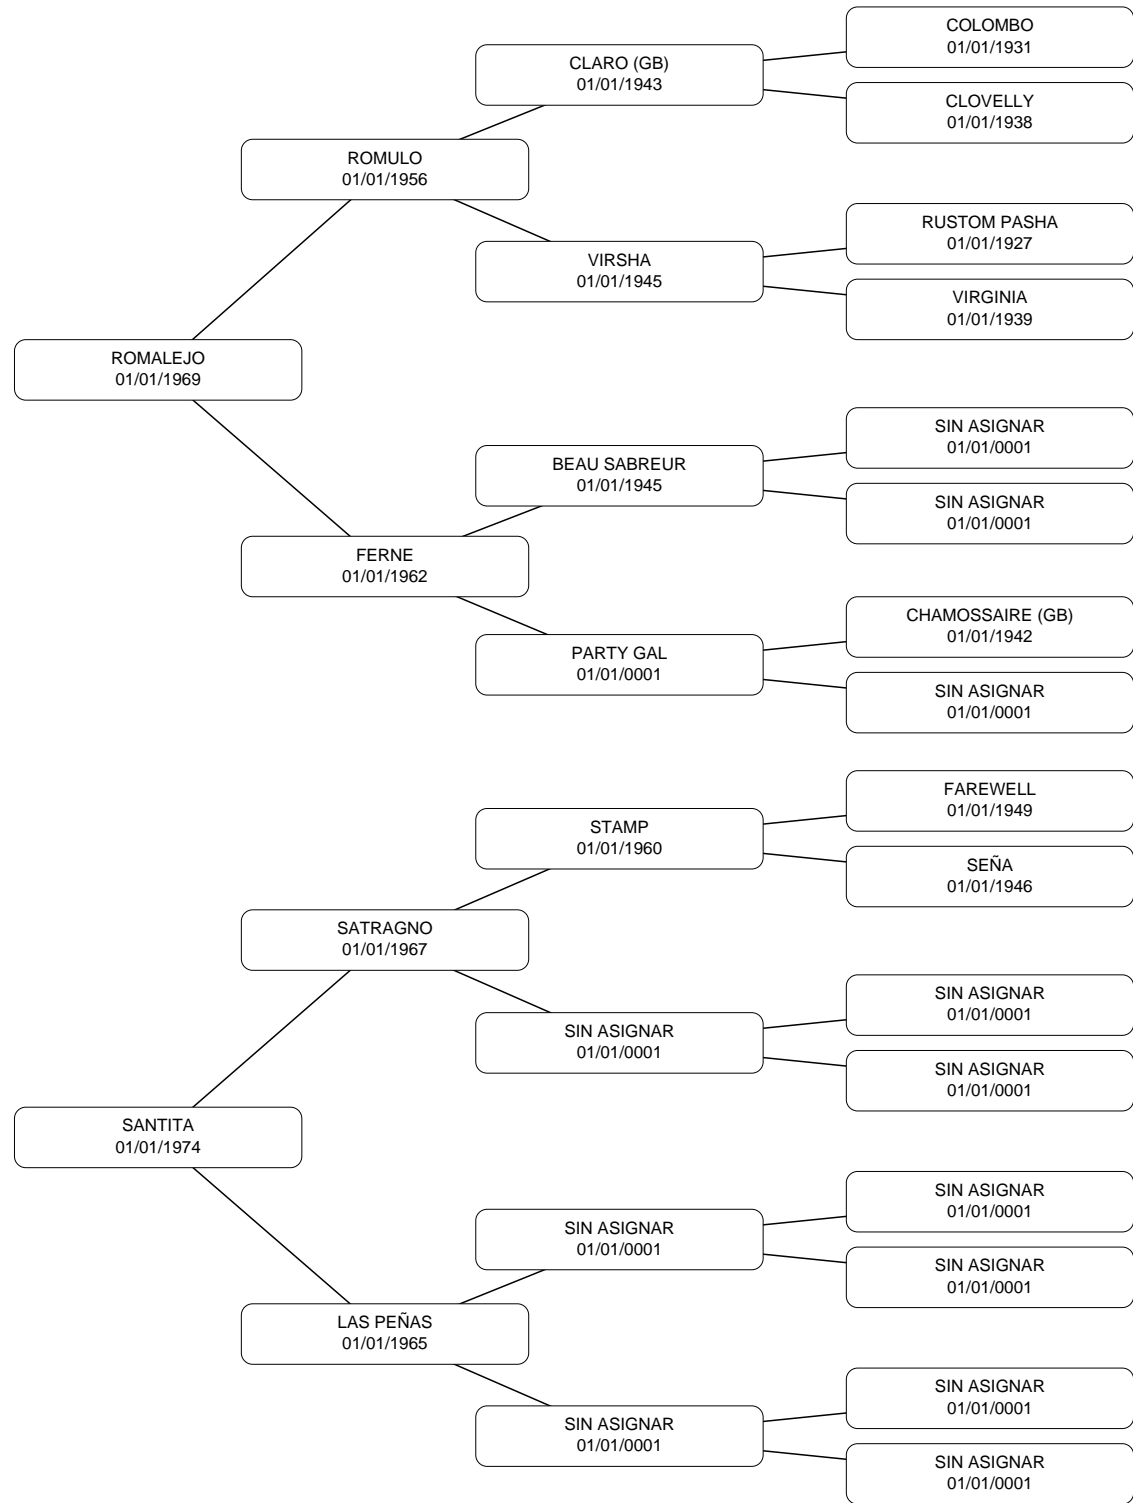 COLOMBO
01/01/1931
CLARO (GB)
01/01/1943
CLOVELLY
01/01/1938
ROMULO
01/01/1956
RUSTOM PASHA
01/01/1927
VIRSHA
01/01/1945
VIRGINIA
01/01/1939
ROMALEJO
01/01/1969
SIN ASIGNAR
01/01/0001
BEAU SABREUR
01/01/1945
SIN ASIGNAR
01/01/0001
FERNE
01/01/1962
CHAMOSSAIRE (GB)
01/01/1942
PARTY GAL
01/01/0001
SIN ASIGNAR
01/01/0001
FAREWELL
01/01/1949
STAMP
01/01/1960
SEÑA
01/01/1946
SATRAGNO
01/01/1967
SIN ASIGNAR
01/01/0001
SIN ASIGNAR
01/01/0001
SIN ASIGNAR
01/01/0001
SANTITA
01/01/1974
SIN ASIGNAR
01/01/0001
SIN ASIGNAR
01/01/0001
SIN ASIGNAR
01/01/0001
LAS PEÑAS
01/01/1965
SIN ASIGNAR
01/01/0001
SIN ASIGNAR
01/01/0001
SIN ASIGNAR
01/01/0001